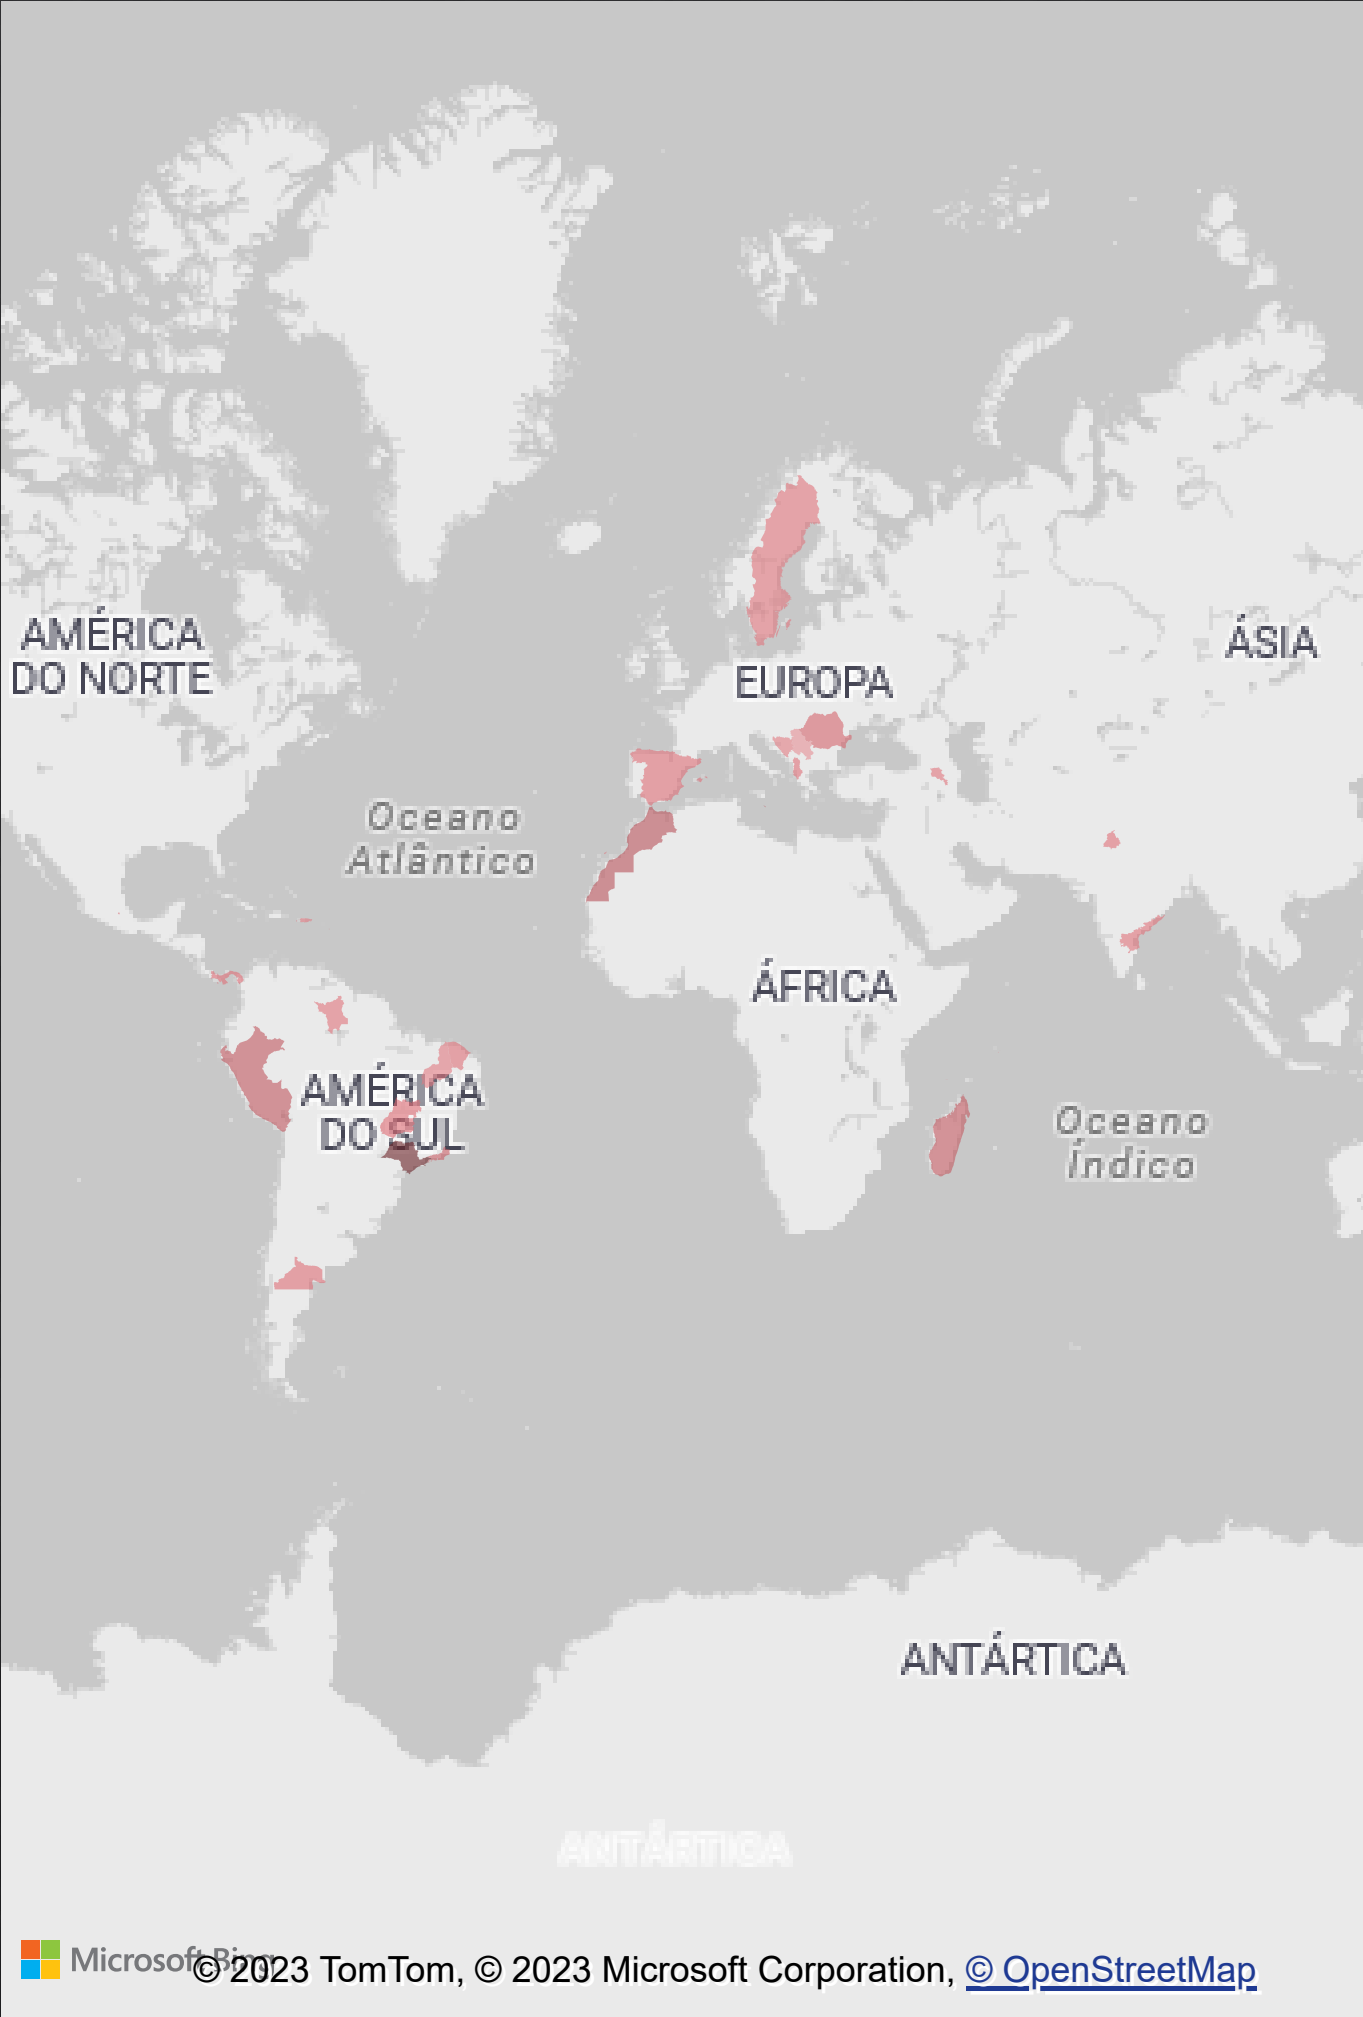 AMÉRICA
DO NORTE
ÁSIA
EUROPA
Oceano
Atlântico
ÁFRICA
AMÉRICA
DO SUL
Oceano
Índico
ANTÁRTICA
ANTÁRTICA
Microsoft Bing
© 2023 TomTom, © 2023 Microsoft Corporation, © OpenStreetMap